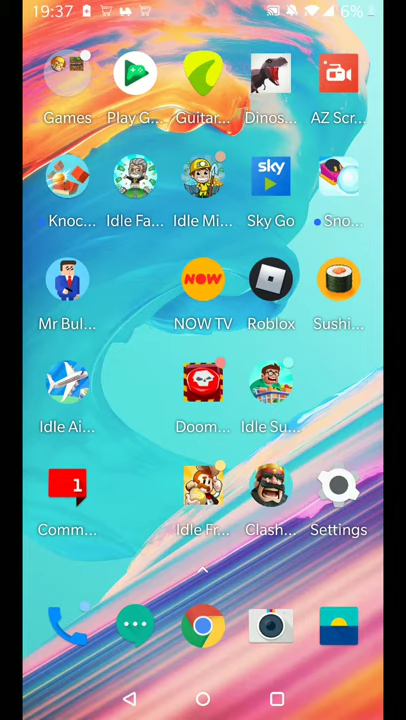 19:37 6%
Games Play G... Guitar... Dinos... AZ Scr...
sky
Knoc... Idle Fa... Idle Mi... Sky Go Sno...
NOW
Mr Bul... NOW TV Roblox Sushi...
Idle Ai... Doom... Idle Su...
1
Comm... Idle Fr... Clash... Settings